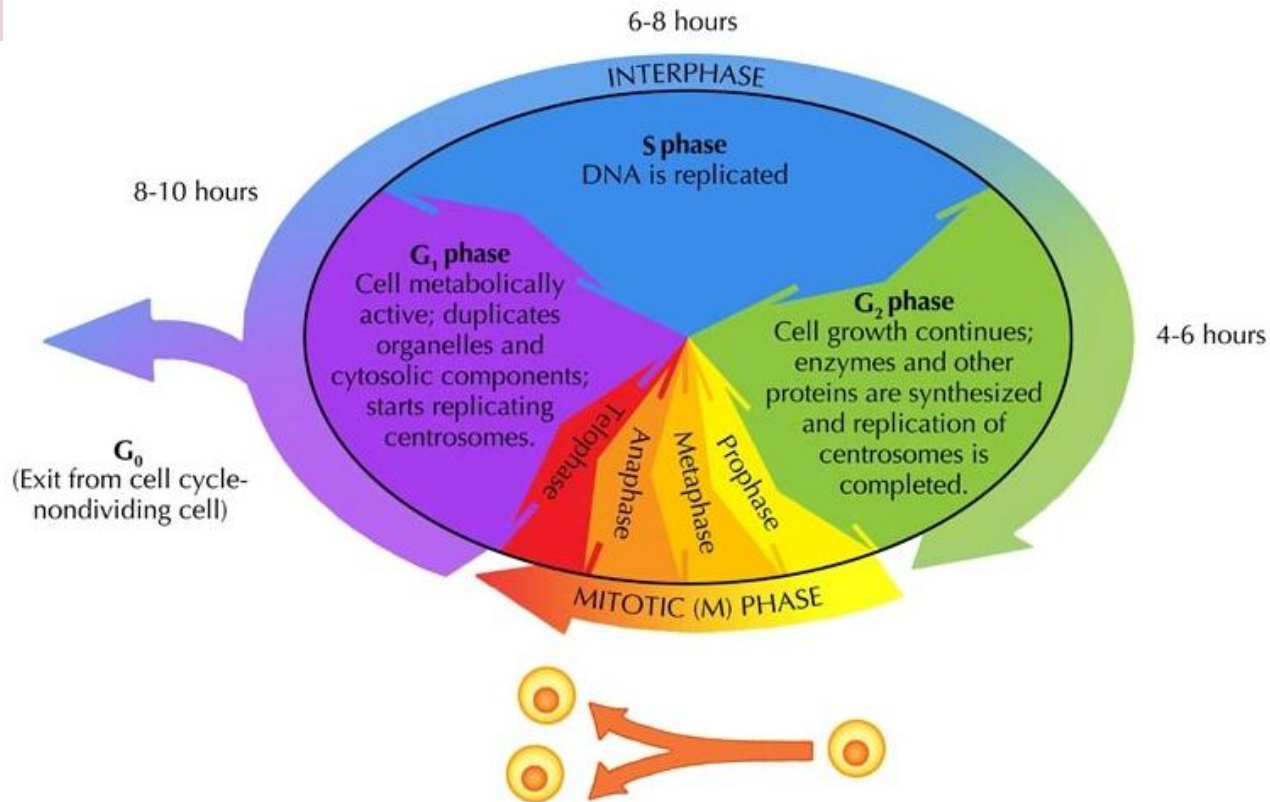 6-8 hours
INTERPHASE
S phase
DNA is replicated
8-10 hours
G₁ phase
Cell metabolically
active; duplicates
organelles and
cytosolic components;
starts replicating
centrosomes.
G₂ phase
Cell growth continues;
enzymes and other
proteins are synthesized
and replication of
centrosomes is
completed.
4-6 hours
G₀
(Exit from cell cycle-
nondividing cell)
Telophase
Anaphase
Metaphase
Prophase
MITOTIC (M) PHASE